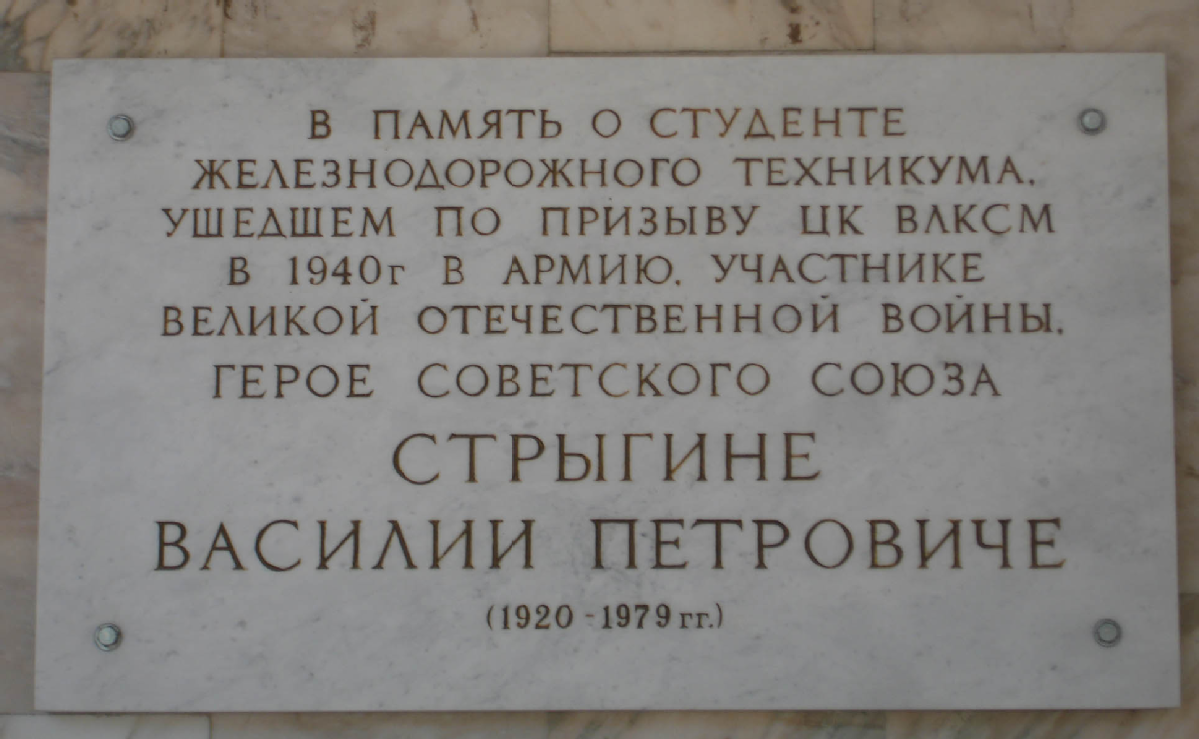 В ПАМЯТЬ О СТУДЕНТЕ
ЖЕЛЕЗНОДОРОЖНОГО ТЕХНИКУМА,
УШЕДШЕМ ПО ПРИЗЫВУ ЦК ВЛКСМ
В 1940г В АРМИЮ, УЧАСТНИКЕ
ВЕЛИКОЙ ОТЕЧЕСТВЕННОЙ ВОЙНЫ,
ГЕРОЕ СОВЕТСКОГО СОЮЗА
СТРЫГИНЕ
ВАСИЛИИ ПЕТРОВИЧЕ
(1920 - 1979 гг.)